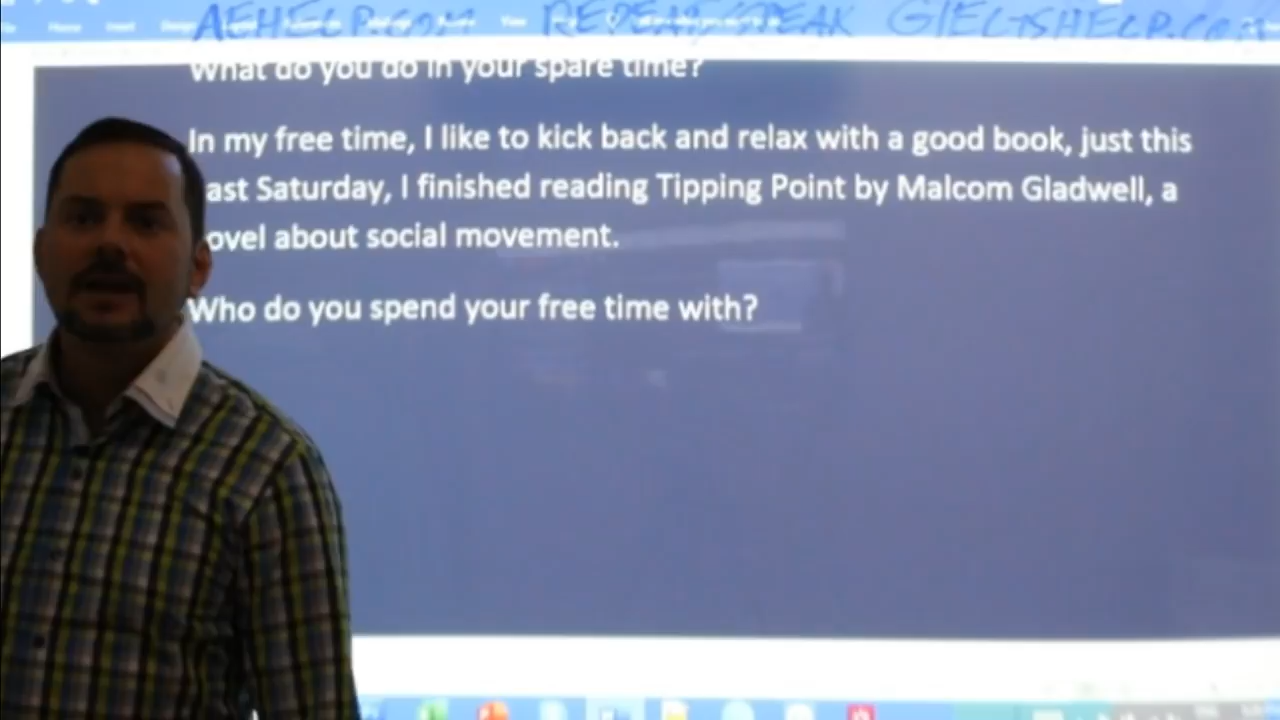 AEHELP.COM REPEAT/SPEAK GIELTSHELP.CO
What do you do in your spare time?
In my free time, I like to kick back and relax with a good book, just this
ast Saturday, I finished reading Tipping Point by Malcom Gladwell, a
ovel about social movement.
Who do you spend your free time with?